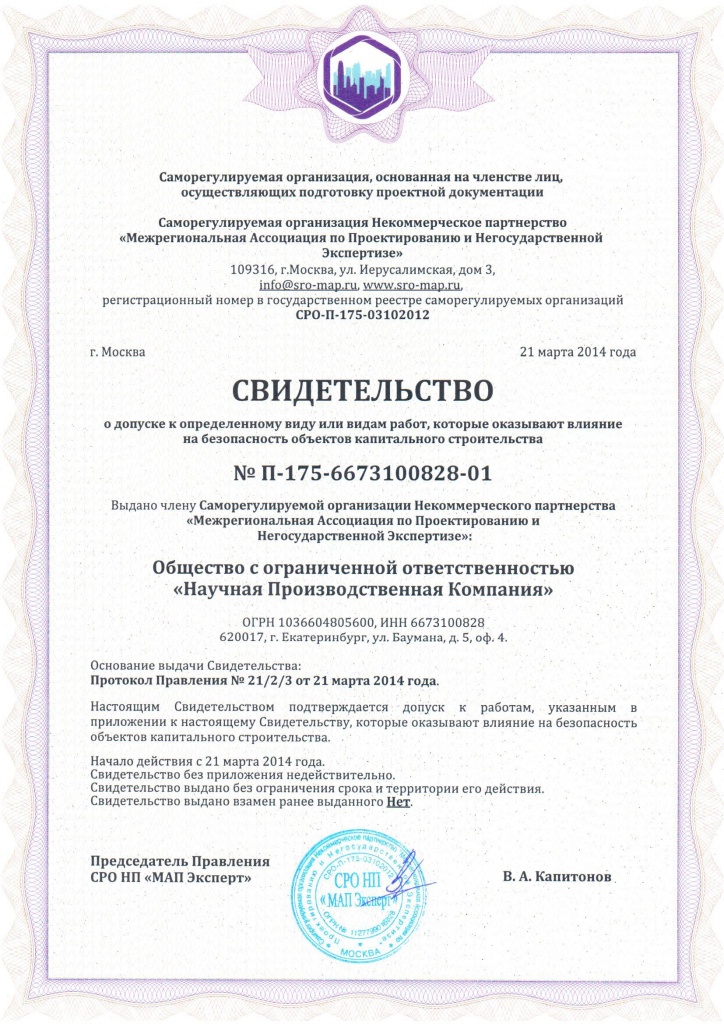 Саморегулируемая организация, основанная на членстве лиц,
осуществляющих подготовку проектной документации
Саморегулируемая организация Некоммерческое партнерство
«Межрегиональная Ассоциация по Проектированию и Негосударственной
Экспертизе»
109316, г.Москва, ул. Иерусалимская, дом 3,
info@sro-map.ru, www.sro-map.ru,
регистрационный номер в государственном реестре саморегулируемых организаций
СРО-П-175-03102012
г. Москва 21 марта 2014 года
СВИДЕТЕЛЬСТВО
о допуске к определенному виду или видам работ, которые оказывают влияние
на безопасность объектов капитального строительства
№ П-175-6673100828-01
Выдано члену Саморегулируемой организации Некоммерческого партнерства
«Межрегиональная Ассоциация по Проектированию и
Негосударственной Экспертизе»:
Общество с ограниченной ответственностью
«Научная Производственная Компания»
ОГРН 1036604805600, ИНН 6673100828
620017, г. Екатеринбург, ул. Баумана, д. 5, оф. 4.
Основание выдачи Свидетельства:
Протокол Правления № 21/2/3 от 21 марта 2014 года.
Настоящим Свидетельством подтверждается допуск к работам, указанным в
приложении к настоящему Свидетельству, которые оказывают влияние на безопасность
объектов капитального строительства.
Начало действия с 21 марта 2014 года.
Свидетельство без приложения недействительно.
Свидетельство выдано без ограничения срока и территории его действия.
Свидетельство выдано взамен ранее выданного Нет.
Председатель Правления
СРО НП «МАП Эксперт» В. А. Капитонов
СРО-П-175-03102012
СРО НП
«МАП Эксперт»
МОСКВА